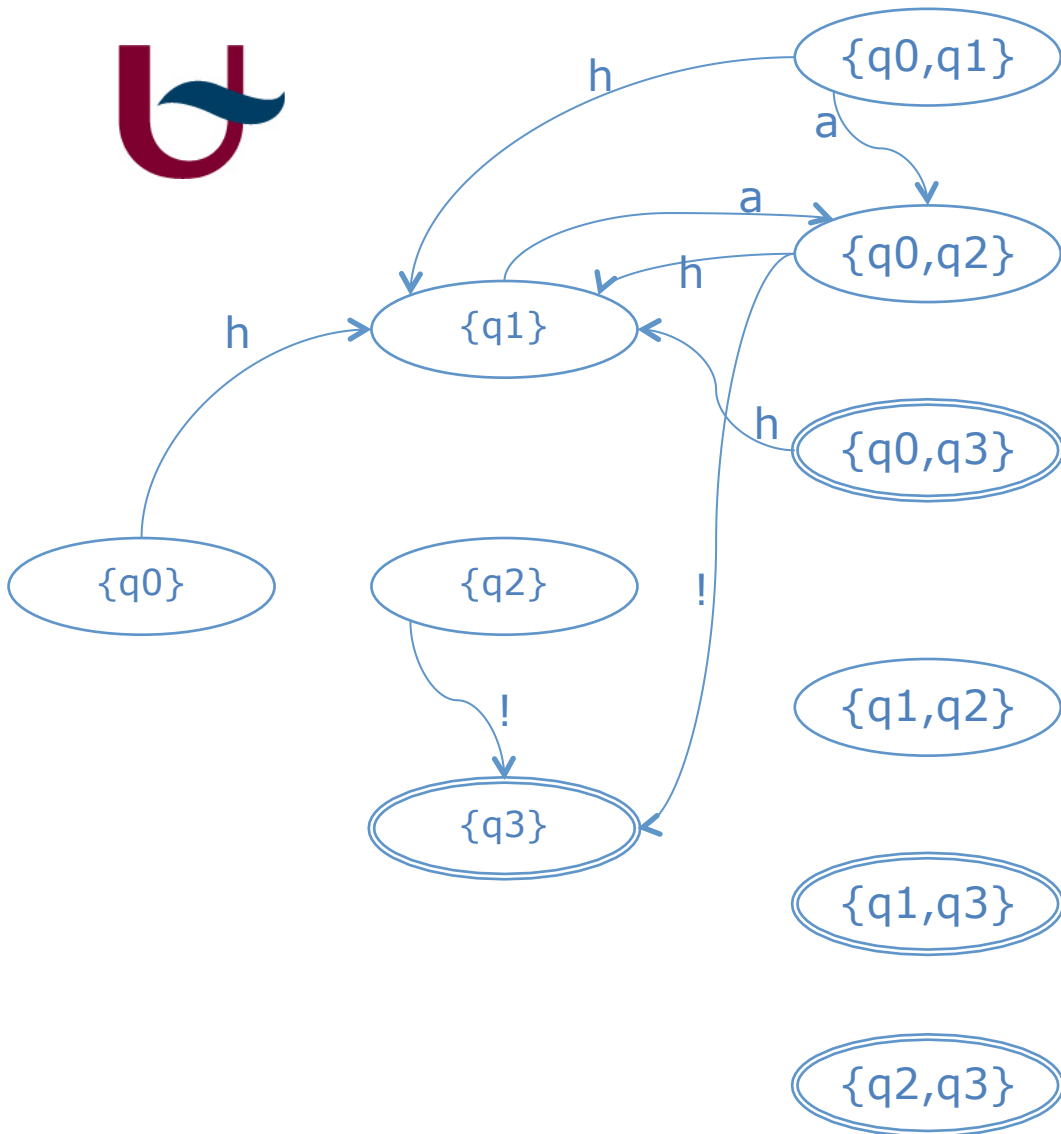 {q0,q1}
h
a
a
{q0,q2}
h
{q1}
h
{q0,q3}
h
{q0}
{q2}
!
{q1,q2}
!
{q3}
{q1,q3}
{q2,q3}